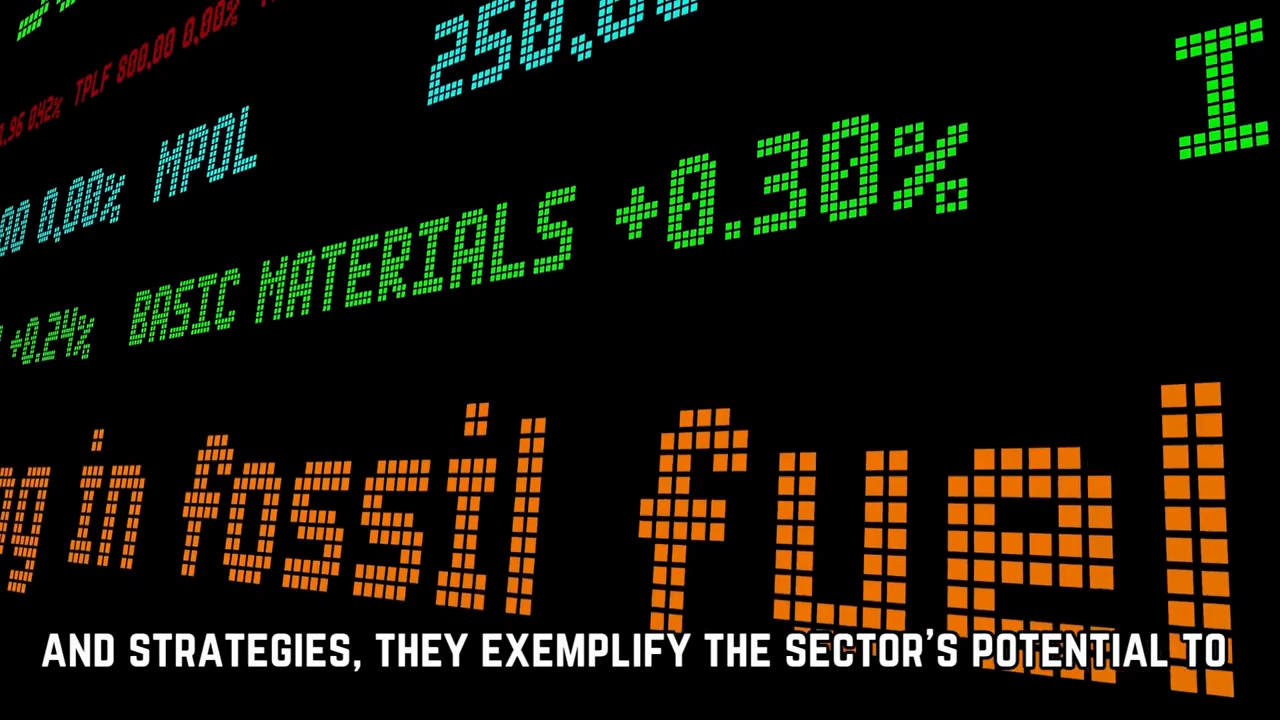 TPLF 800,00 0,00%
250,00
0,00% MPOL
I
+0.24% BASIC MATERIALS +0.30%
in fossil fuel
AND STRATEGIES, THEY EXEMPLIFY THE SECTOR'S POTENTIAL TO